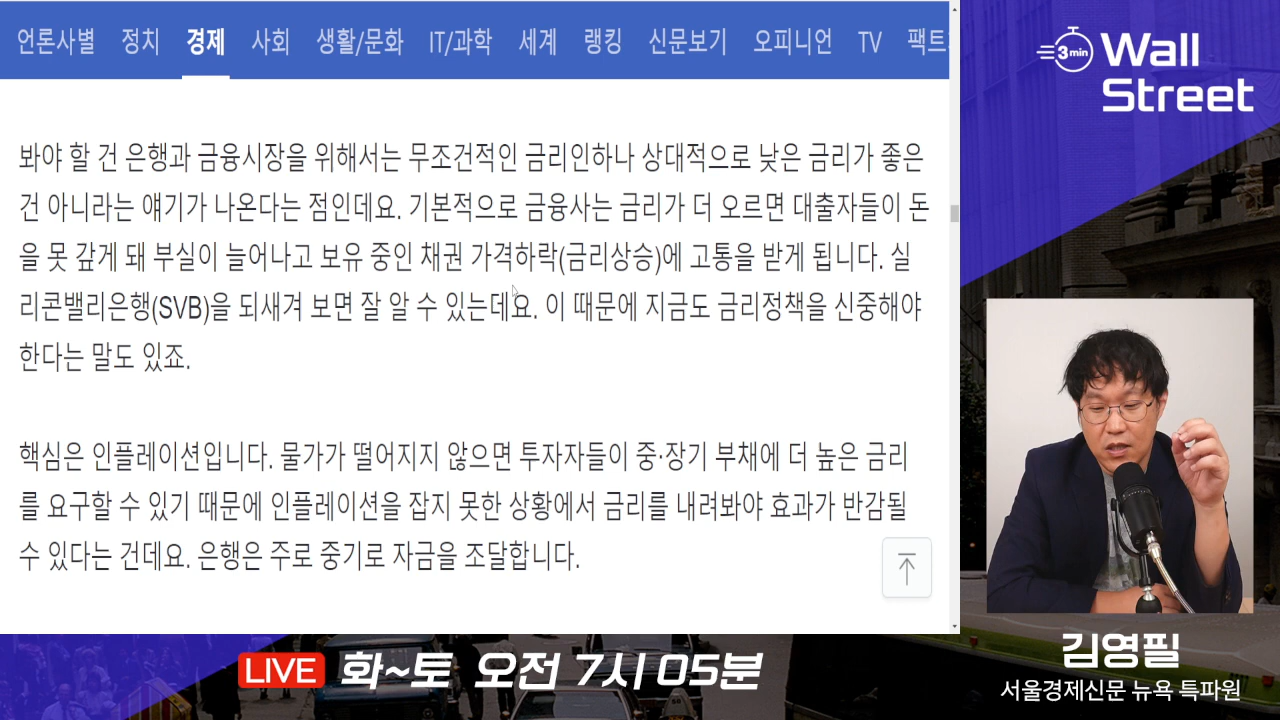 언론사별 정치 경제 사회 생활/문화 IT/과학 세계 랭킹 신문보기 오피니언 TV 팩트
3min Wall
Street
봐야 할 건 은행과 금융시장을 위해서는 무조건적인 금리인하나 상대적으로 낮은 금리가 좋은
건 아니라는 얘기가 나온다는 점인데요. 기본적으로 금융사는 금리가 더 오르면 대출자들이 돈
을 못 갚게 돼 부실이 늘어나고 보유 중인 채권 가격하락(금리상승)에 고통을 받게 됩니다. 실
리콘밸리은행(SVB)을 되새겨 보면 잘 알 수 있는데요. 이 때문에 지금도 금리정책을 신중해야
한다는 말도 있죠.
핵심은 인플레이션입니다. 물가가 떨어지지 않으면 투자자들이 중·장기 부채에 더 높은 금리
를 요구할 수 있기 때문에 인플레이션을 잡지 못한 상황에서 금리를 내려봐야 효과가 반감될
수 있다는 건데요. 은행은 주로 중기로 자금을 조달합니다.
LIVE 화~토 오전 7시 05분
김영필
서울경제신문 뉴욕 특파원